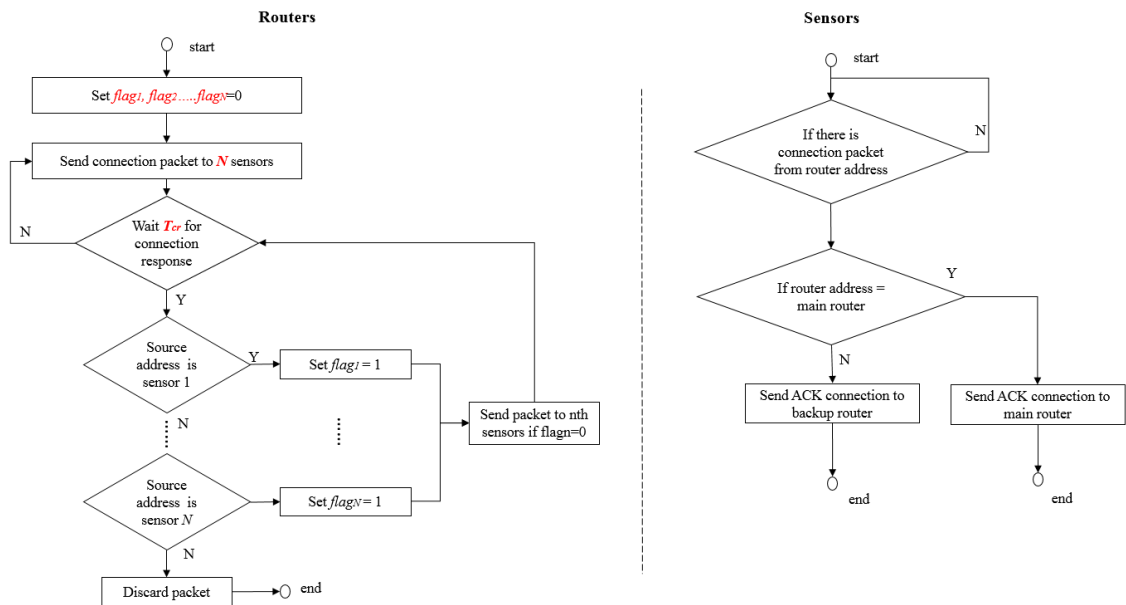 Routers
start
Set flag1, flag2.....flagN=0
Send connection packet to N sensors
N
Wait Tcr for
connection
response
Y
Source
address is
sensor 1
Y
Set flag1 = 1
N
Send packet to nth
sensors if flagn=0
Source
address is
sensor N
Set flagN = 1
N
Discard packet
end
Sensors
start
If there is
connection packet
from router address
N
If router address =
main router
Y
N
Send ACK connection to
backup router
Send ACK connection to
main router
end
end